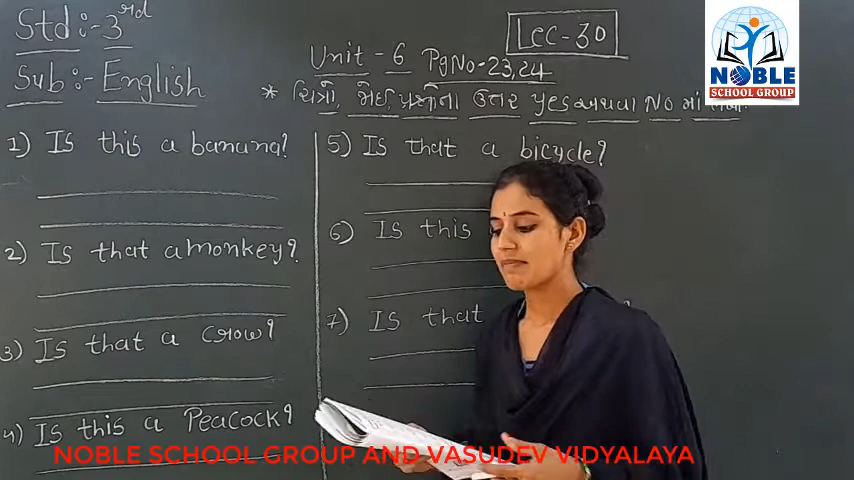 Std:- 3rd
Sub:- English
Lec-30
Unit - 6 PgNo-23,24
* ચિત્રો જોઈ પ્રશ્નોના ઉત્તર Yes અથવા No માં
1) Is this a banana?
2) Is that a monkey?
3) Is that a crow?
4) Is this a Peacock?
5) Is that a bicycle?
6) Is this
7) Is that
?
NOBLE
SCHOOL GROUP
NOBLE SCHOOL GROUP AND VASUDEV VIDYALAYA